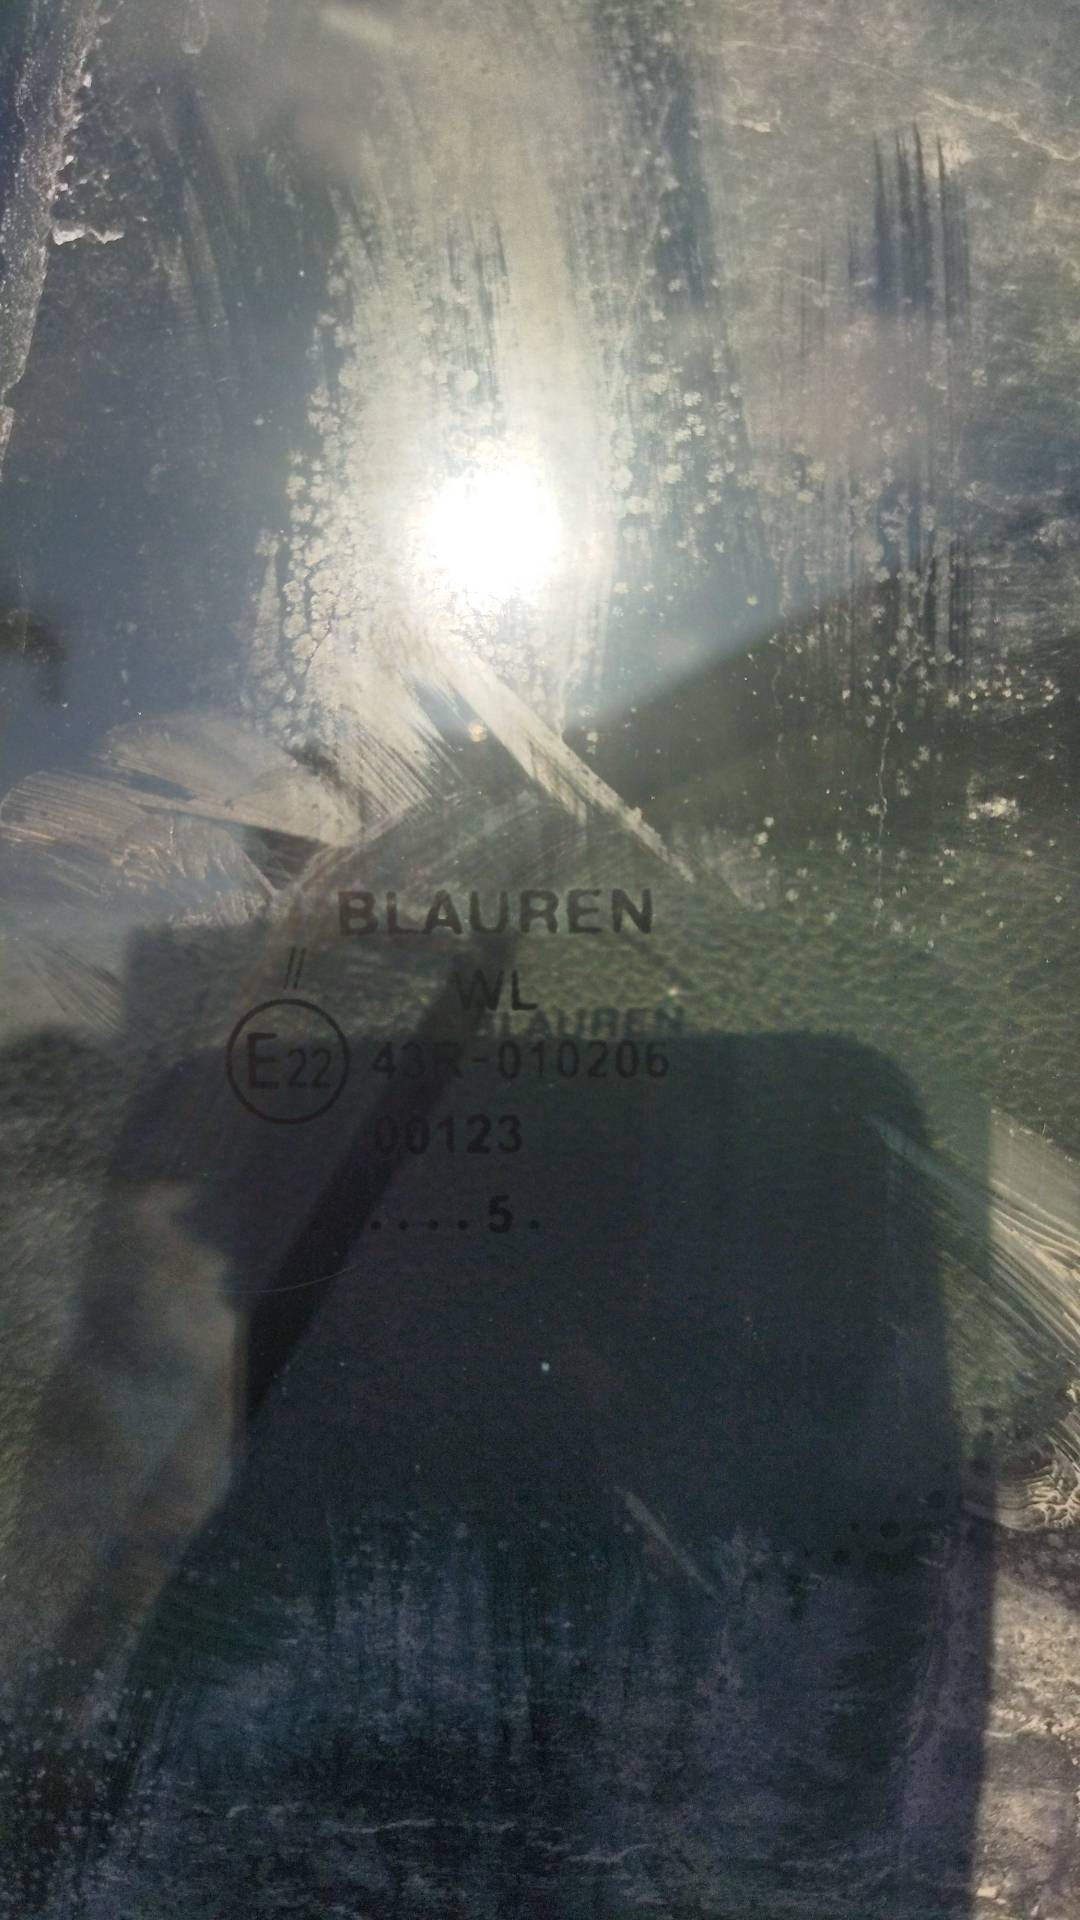 BLAUREN
WL
//
E22 43R-010206
00123
.....5.
BLAUREN